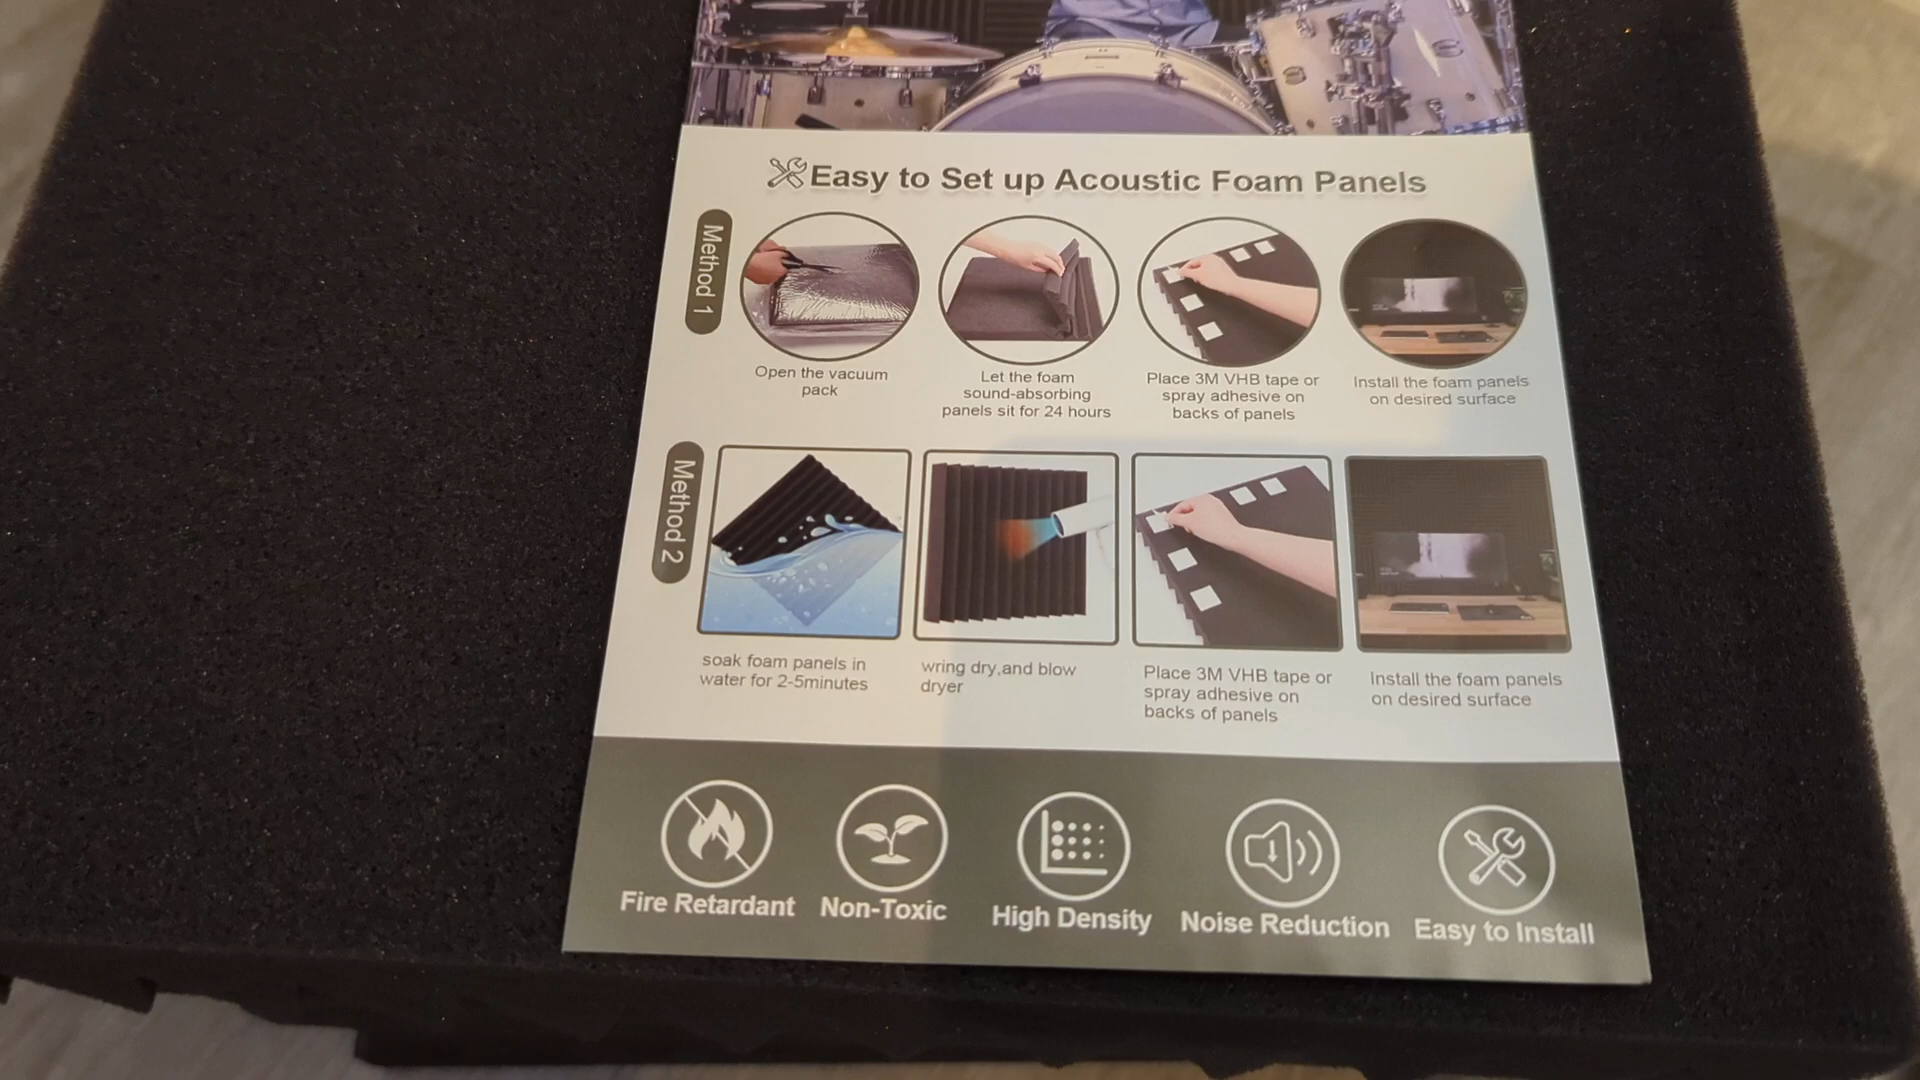 Easy to Set up Acoustic Foam Panels
Method 1
Open the vacuum
pack
Let the foam
sound-absorbing
panels sit for 24 hours
Place 3M VHB tape or
spray adhesive on
backs of panels
Install the foam panels
on desired surface
Method 2
soak foam panels in
water for 2-5minutes
wring dry,and blow
dryer
Place 3M VHB tape or
spray adhesive on
backs of panels
Install the foam panels
on desired surface
Fire Retardant
Non-Toxic
High Density
Noise Reduction
Easy to Install